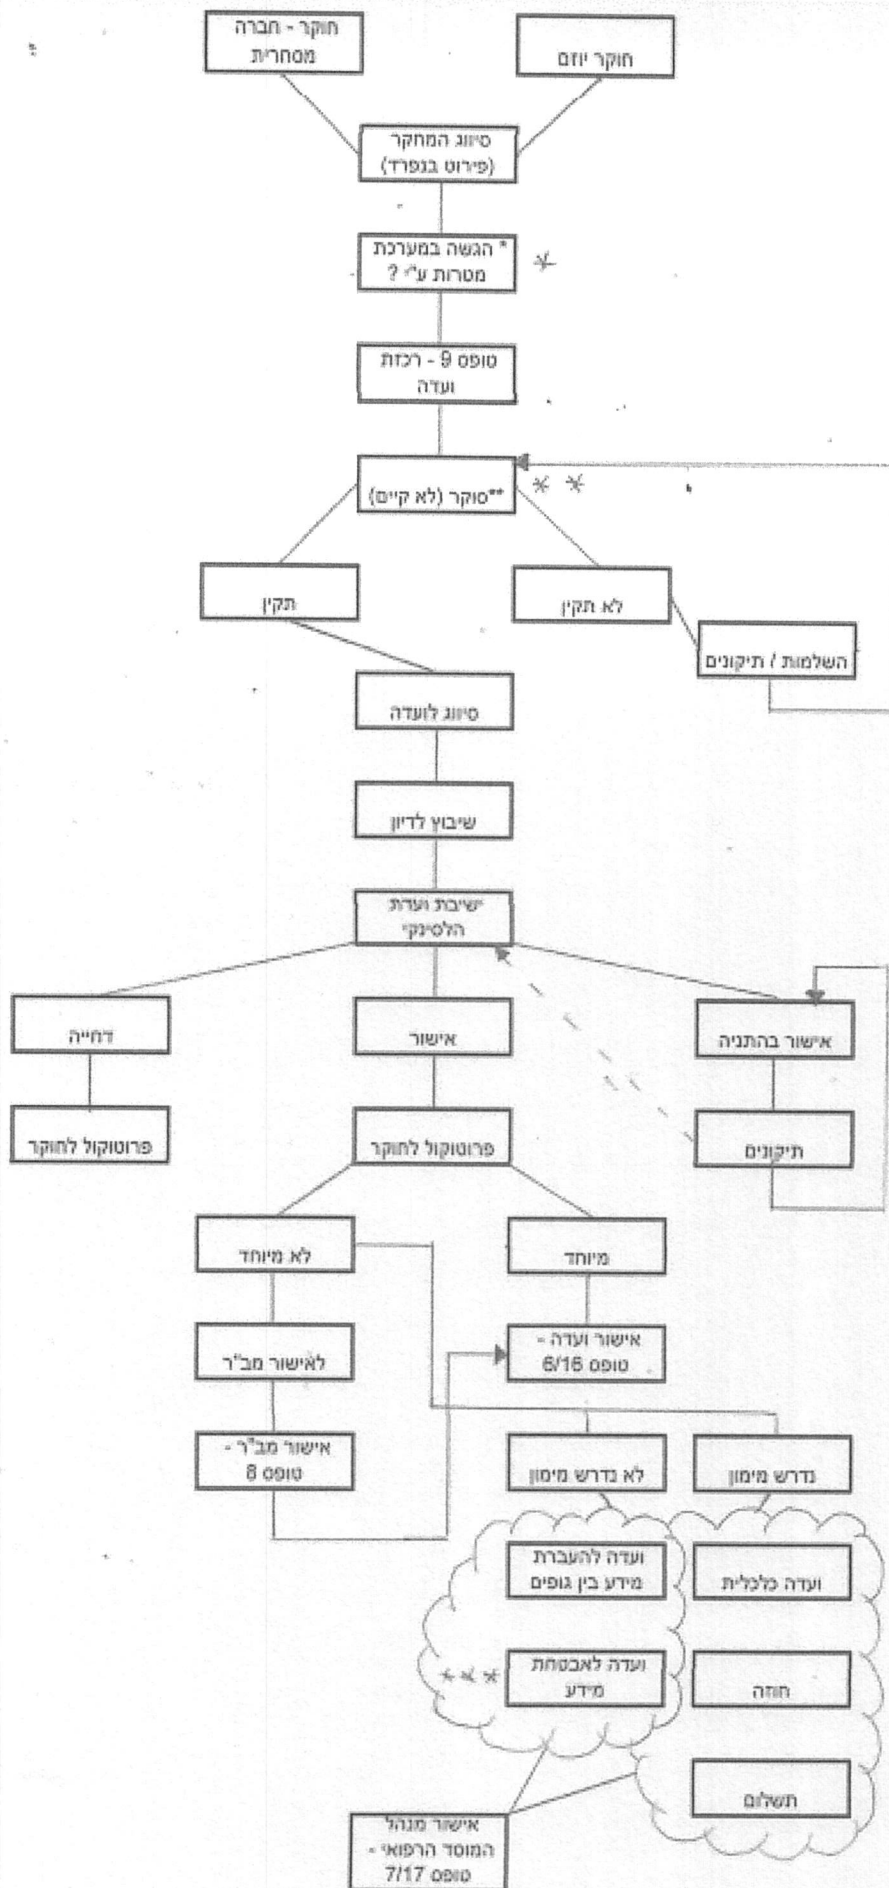 חוקר - חברה
מסחרית
חוקר יוזם
סיווג המחקר
(פירוט בנפרד)
* הגשה במערכת
מטרות ע"י ?
*
טופס 9 - רכזת
ועדה
**סוקר (לא קיים)
* *
תקין
לא תקין
השלמות / תיקונים
סיווג לועדה
שיבוץ לדיון
ישיבת ועדת
הלסינקי
דחייה
אישור
אישור בהתניה
פרוטוקול לחוקר
פרוטוקול לחוקר
תיקונים
לא מיוחד
מיוחד
לאישור מב"ר
אישור ועדה -
טופס 6/16
אישור מב"ר -
טופס 8
לא נדרש מימון
נדרש מימון
ועדה להעברת
מידע בין גופים
ועדה כלכלית
ועדה לאבטחת
מידע
* * *
חוזה
תשלום
אישור מנהל
המוסד הרפואי -
טופס 7/17